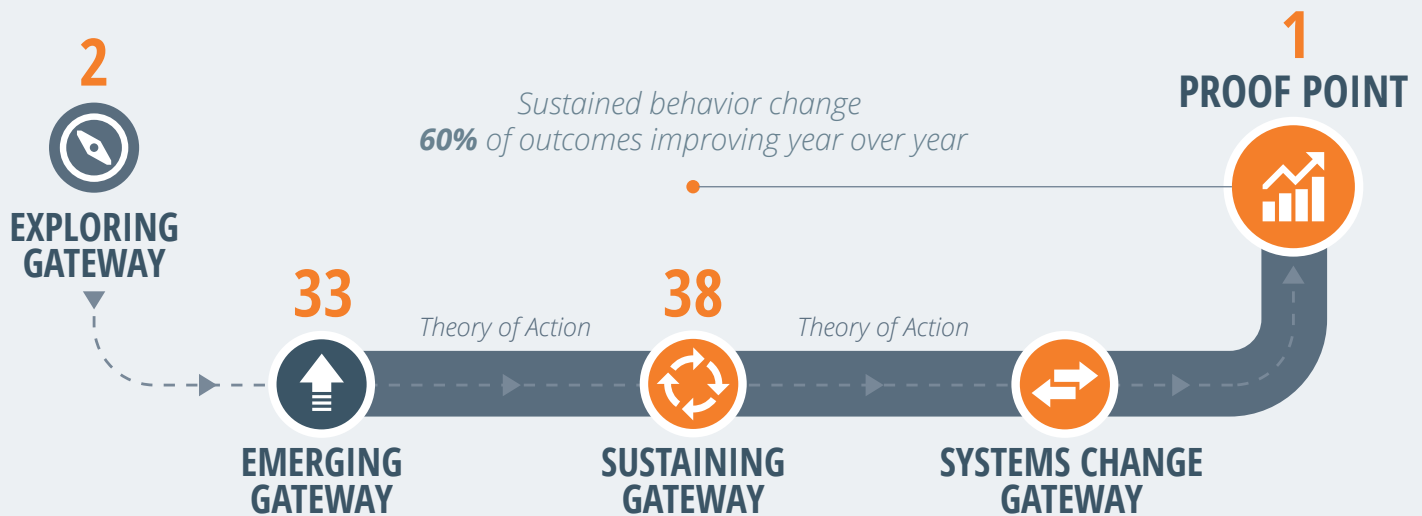 2
EXPLORING
GATEWAY
Sustained behavior change
60% of outcomes improving year over year
1
PROOF POINT
33
EMERGING
GATEWAY
Theory of Action
38
SUSTAINING
GATEWAY
Theory of Action
SYSTEMS CHANGE
GATEWAY